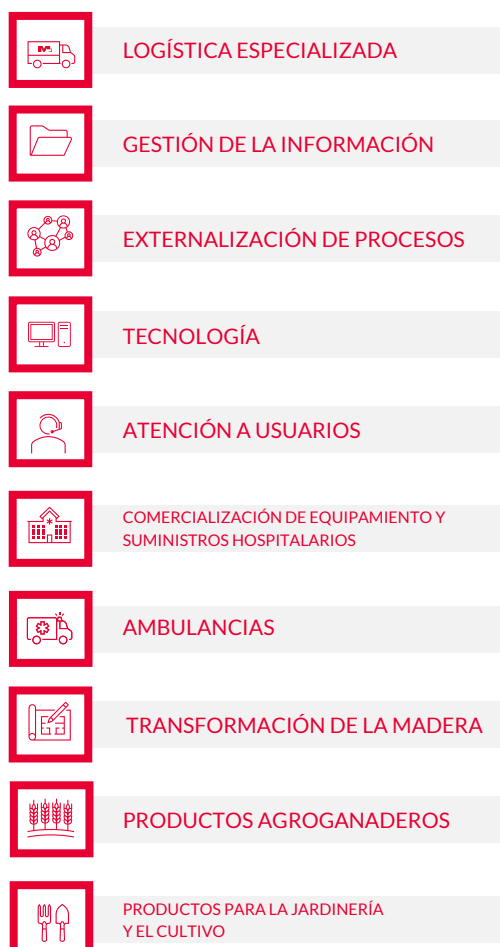 LOGÍSTICA ESPECIALIZADA
GESTIÓN DE LA INFORMACIÓN
EXTERNALIZACIÓN DE PROCESOS
TECNOLOGÍA
ATENCIÓN A USUARIOS
COMERCIALIZACIÓN DE EQUIPAMIENTO Y
SUMINISTROS HOSPITALARIOS
AMBULANCIAS
TRANSFORMACIÓN DE LA MADERA
PRODUCTOS AGROGANADEROS
PRODUCTOS PARA LA JARDINERÍA
Y EL CULTIVO